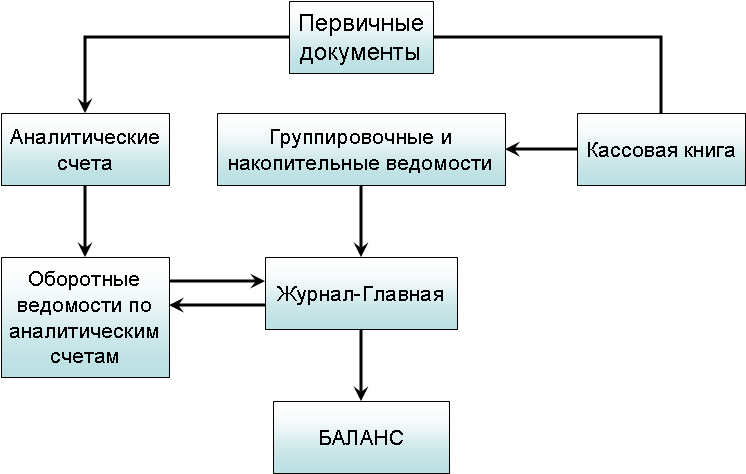 Первичные
документы
Аналитические
счета
Группировочные и
накопительные ведомости
Кассовая книга
Оборотные
ведомости по
аналитическим
счетам
Журнал-Главная
БАЛАНС